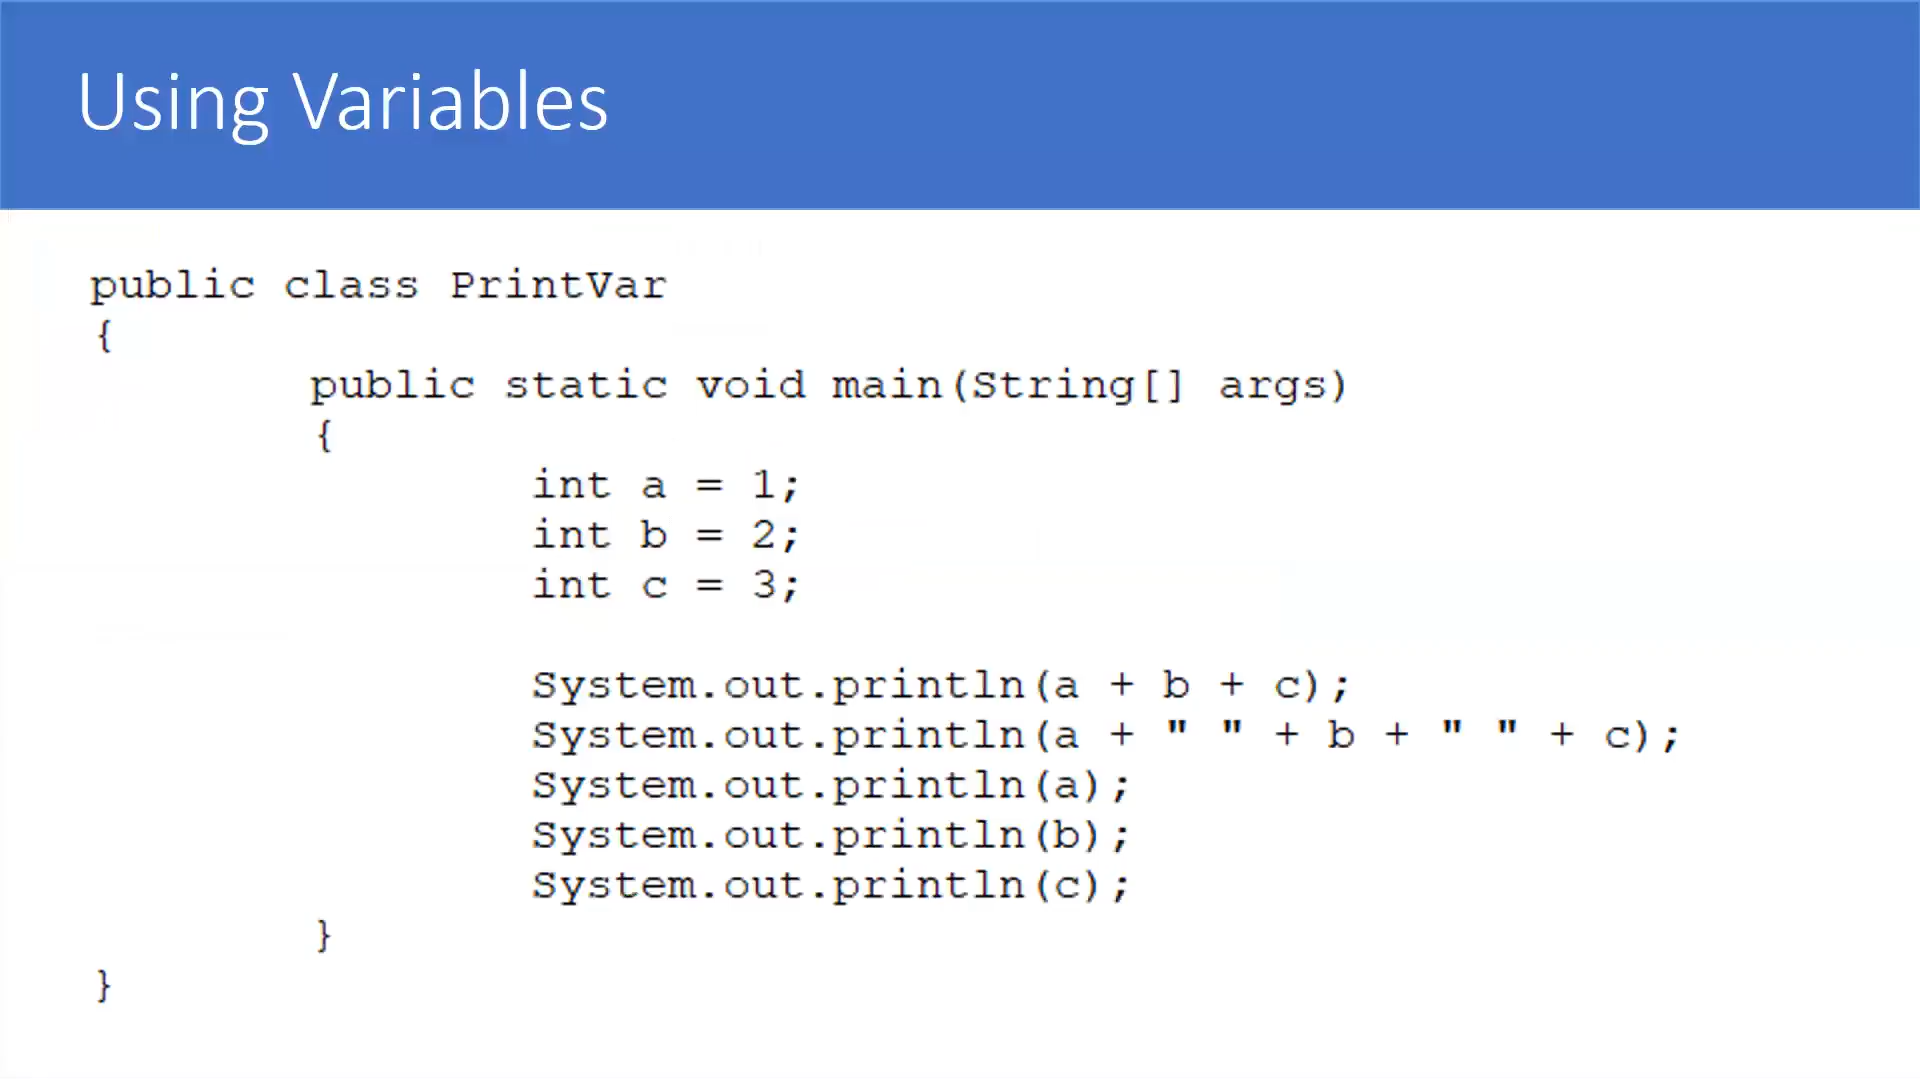 Using Variables
public class PrintVar
{
public static void main(String[] args)
{
int a = 1;
int b = 2;
int c = 3;
System.out.println(a + b + c);
System.out.println(a + " " + b + " " + c);
System.out.println(a);
System.out.println(b);
System.out.println(c);
}
}